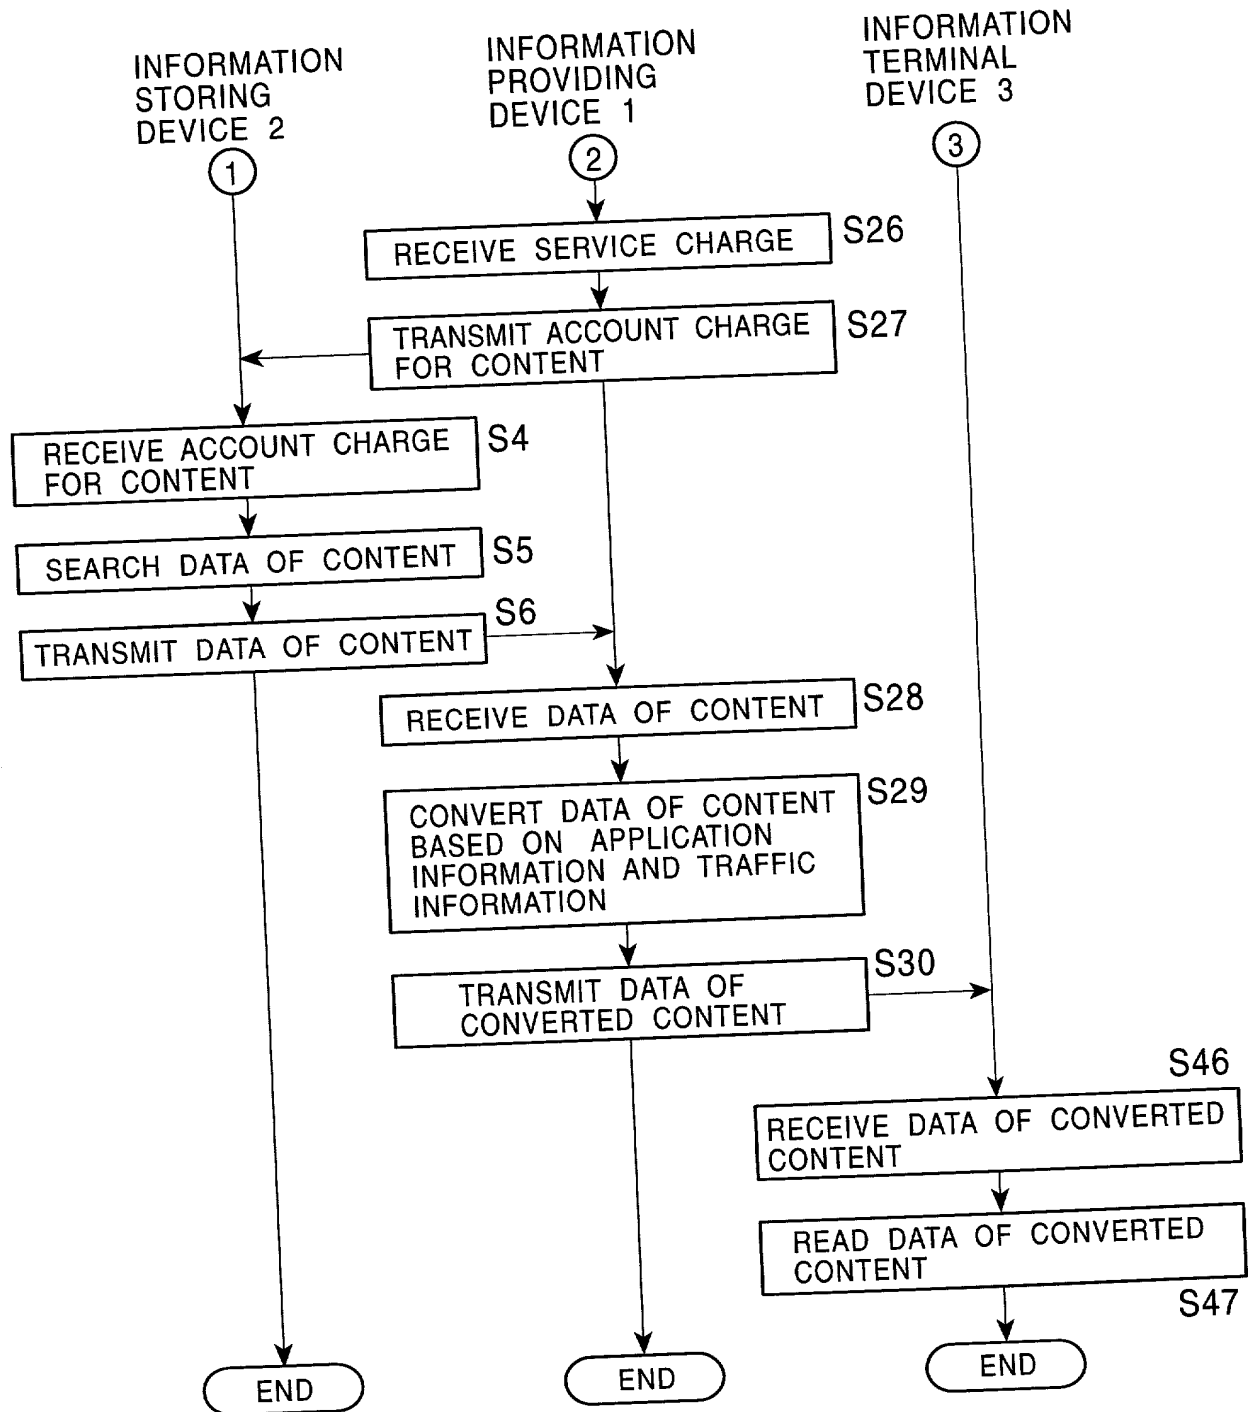 INFORMATION
STORING
DEVICE 2
INFORMATION
PROVIDING
DEVICE 1
INFORMATION
TERMINAL
DEVICE 3
1
2
3
RECEIVE SERVICE CHARGE
S26
TRANSMIT ACCOUNT CHARGE
FOR CONTENT
S27
RECEIVE ACCOUNT CHARGE
FOR CONTENT
S4
SEARCH DATA OF CONTENT
S5
TRANSMIT DATA OF CONTENT
S6
RECEIVE DATA OF CONTENT
S28
CONVERT DATA OF CONTENT
BASED ON APPLICATION
INFORMATION AND TRAFFIC
INFORMATION
S29
TRANSMIT DATA OF
CONVERTED CONTENT
S30
S46
RECEIVE DATA OF CONVERTED
CONTENT
READ DATA OF CONVERTED
CONTENT
S47
END
END
END